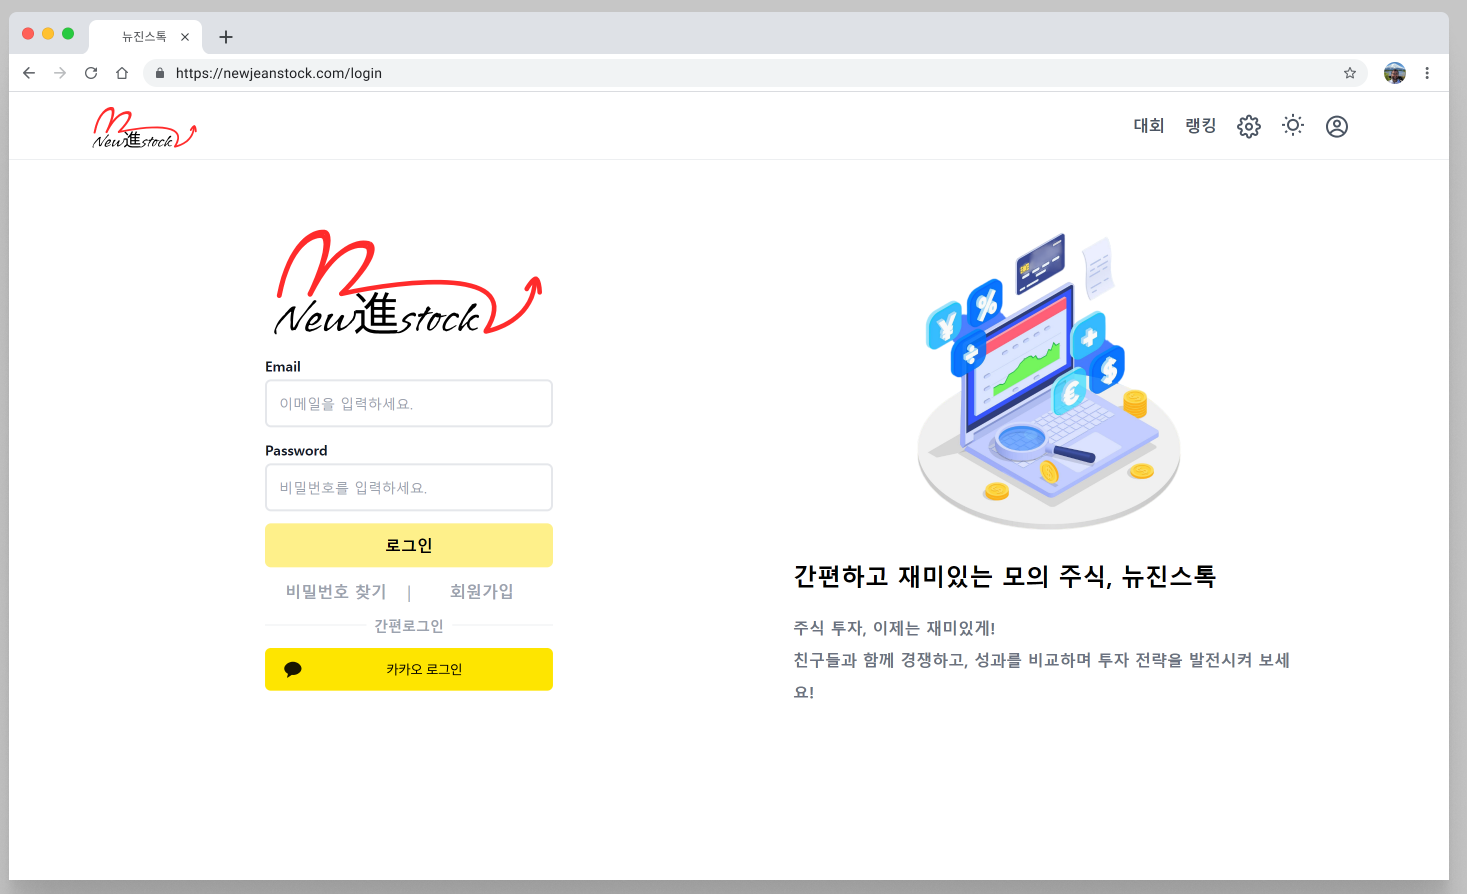 뉴진스톡
https://newjeanstock.com/login
New進stock
대회 랭킹
New進stock
Email
이메일을 입력하세요.
Password
비밀번호를 입력하세요.
로그인
비밀번호 찾기 | 회원가입
간편로그인
카카오 로그인
¥ % ÷ + $ €
간편하고 재미있는 모의 주식, 뉴진스톡
주식 투자, 이제는 재미있게!
친구들과 함께 경쟁하고, 성과를 비교하며 투자 전략을 발전시켜 보세
요!